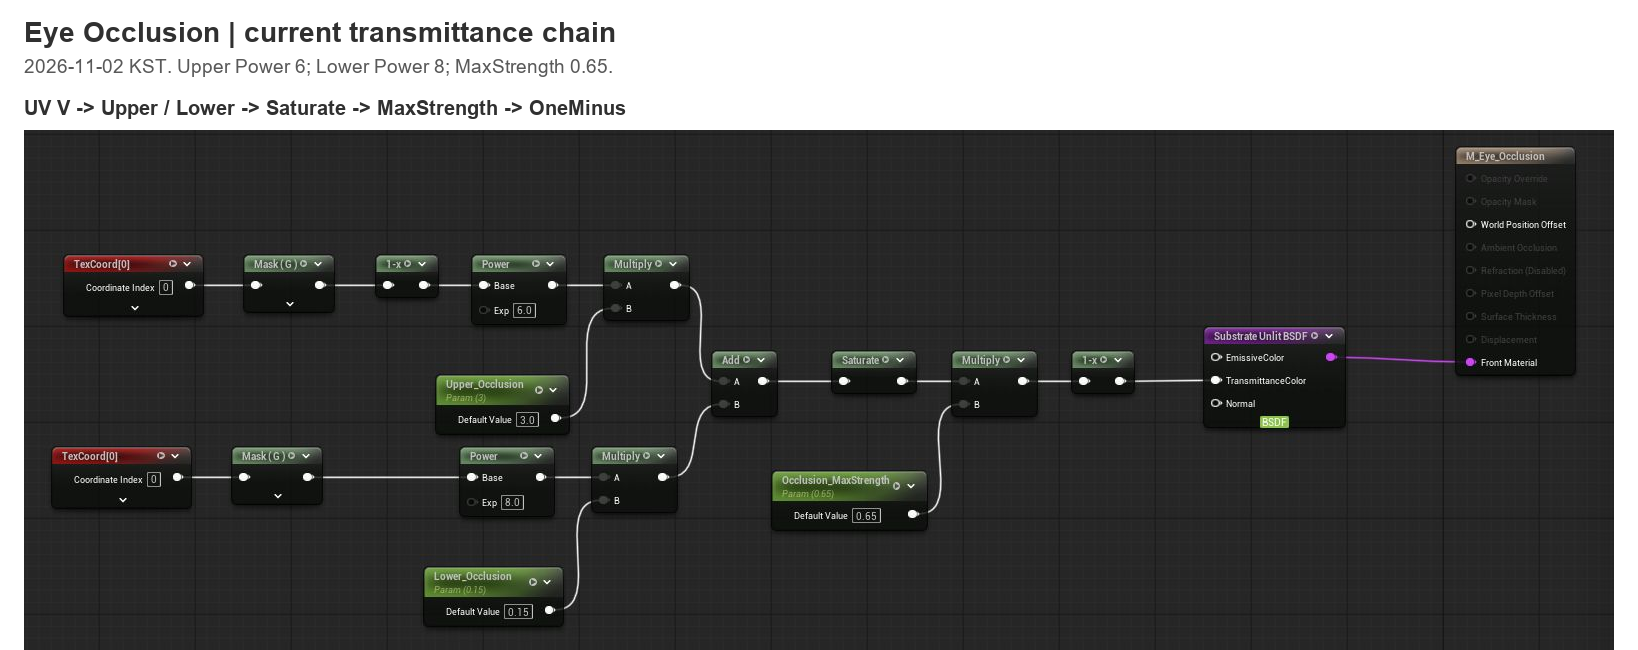 Eye Occlusion | current transmittance chain
2026-11-02 KST. Upper Power 6; Lower Power 8; MaxStrength 0.65.
UV V -> Upper / Lower -> Saturate -> MaxStrength -> OneMinus
TexCoord[0]
Coordinate Index 0
Mask ( G )
1-x
Power
Base
Exp 6.0
Multiply
A
B
Upper_Occlusion
Param (3)
Default Value 3.0
TexCoord[0]
Coordinate Index 0
Mask ( G )
Power
Base
Exp 8.0
Multiply
A
B
Lower_Occlusion
Param (0.15)
Default Value 0.15
Add
A
B
Saturate
Occlusion_MaxStrength
Param (0.65)
Default Value 0.65
Multiply
A
B
1-x
Substrate Unlit BSDF
EmissiveColor
TransmittanceColor
Normal
BSDF
M_Eye_Occlusion
Opacity Override
Opacity Mask
World Position Offset
Ambient Occlusion
Refraction (Disabled)
Pixel Depth Offset
Surface Thickness
Displacement
Front Material